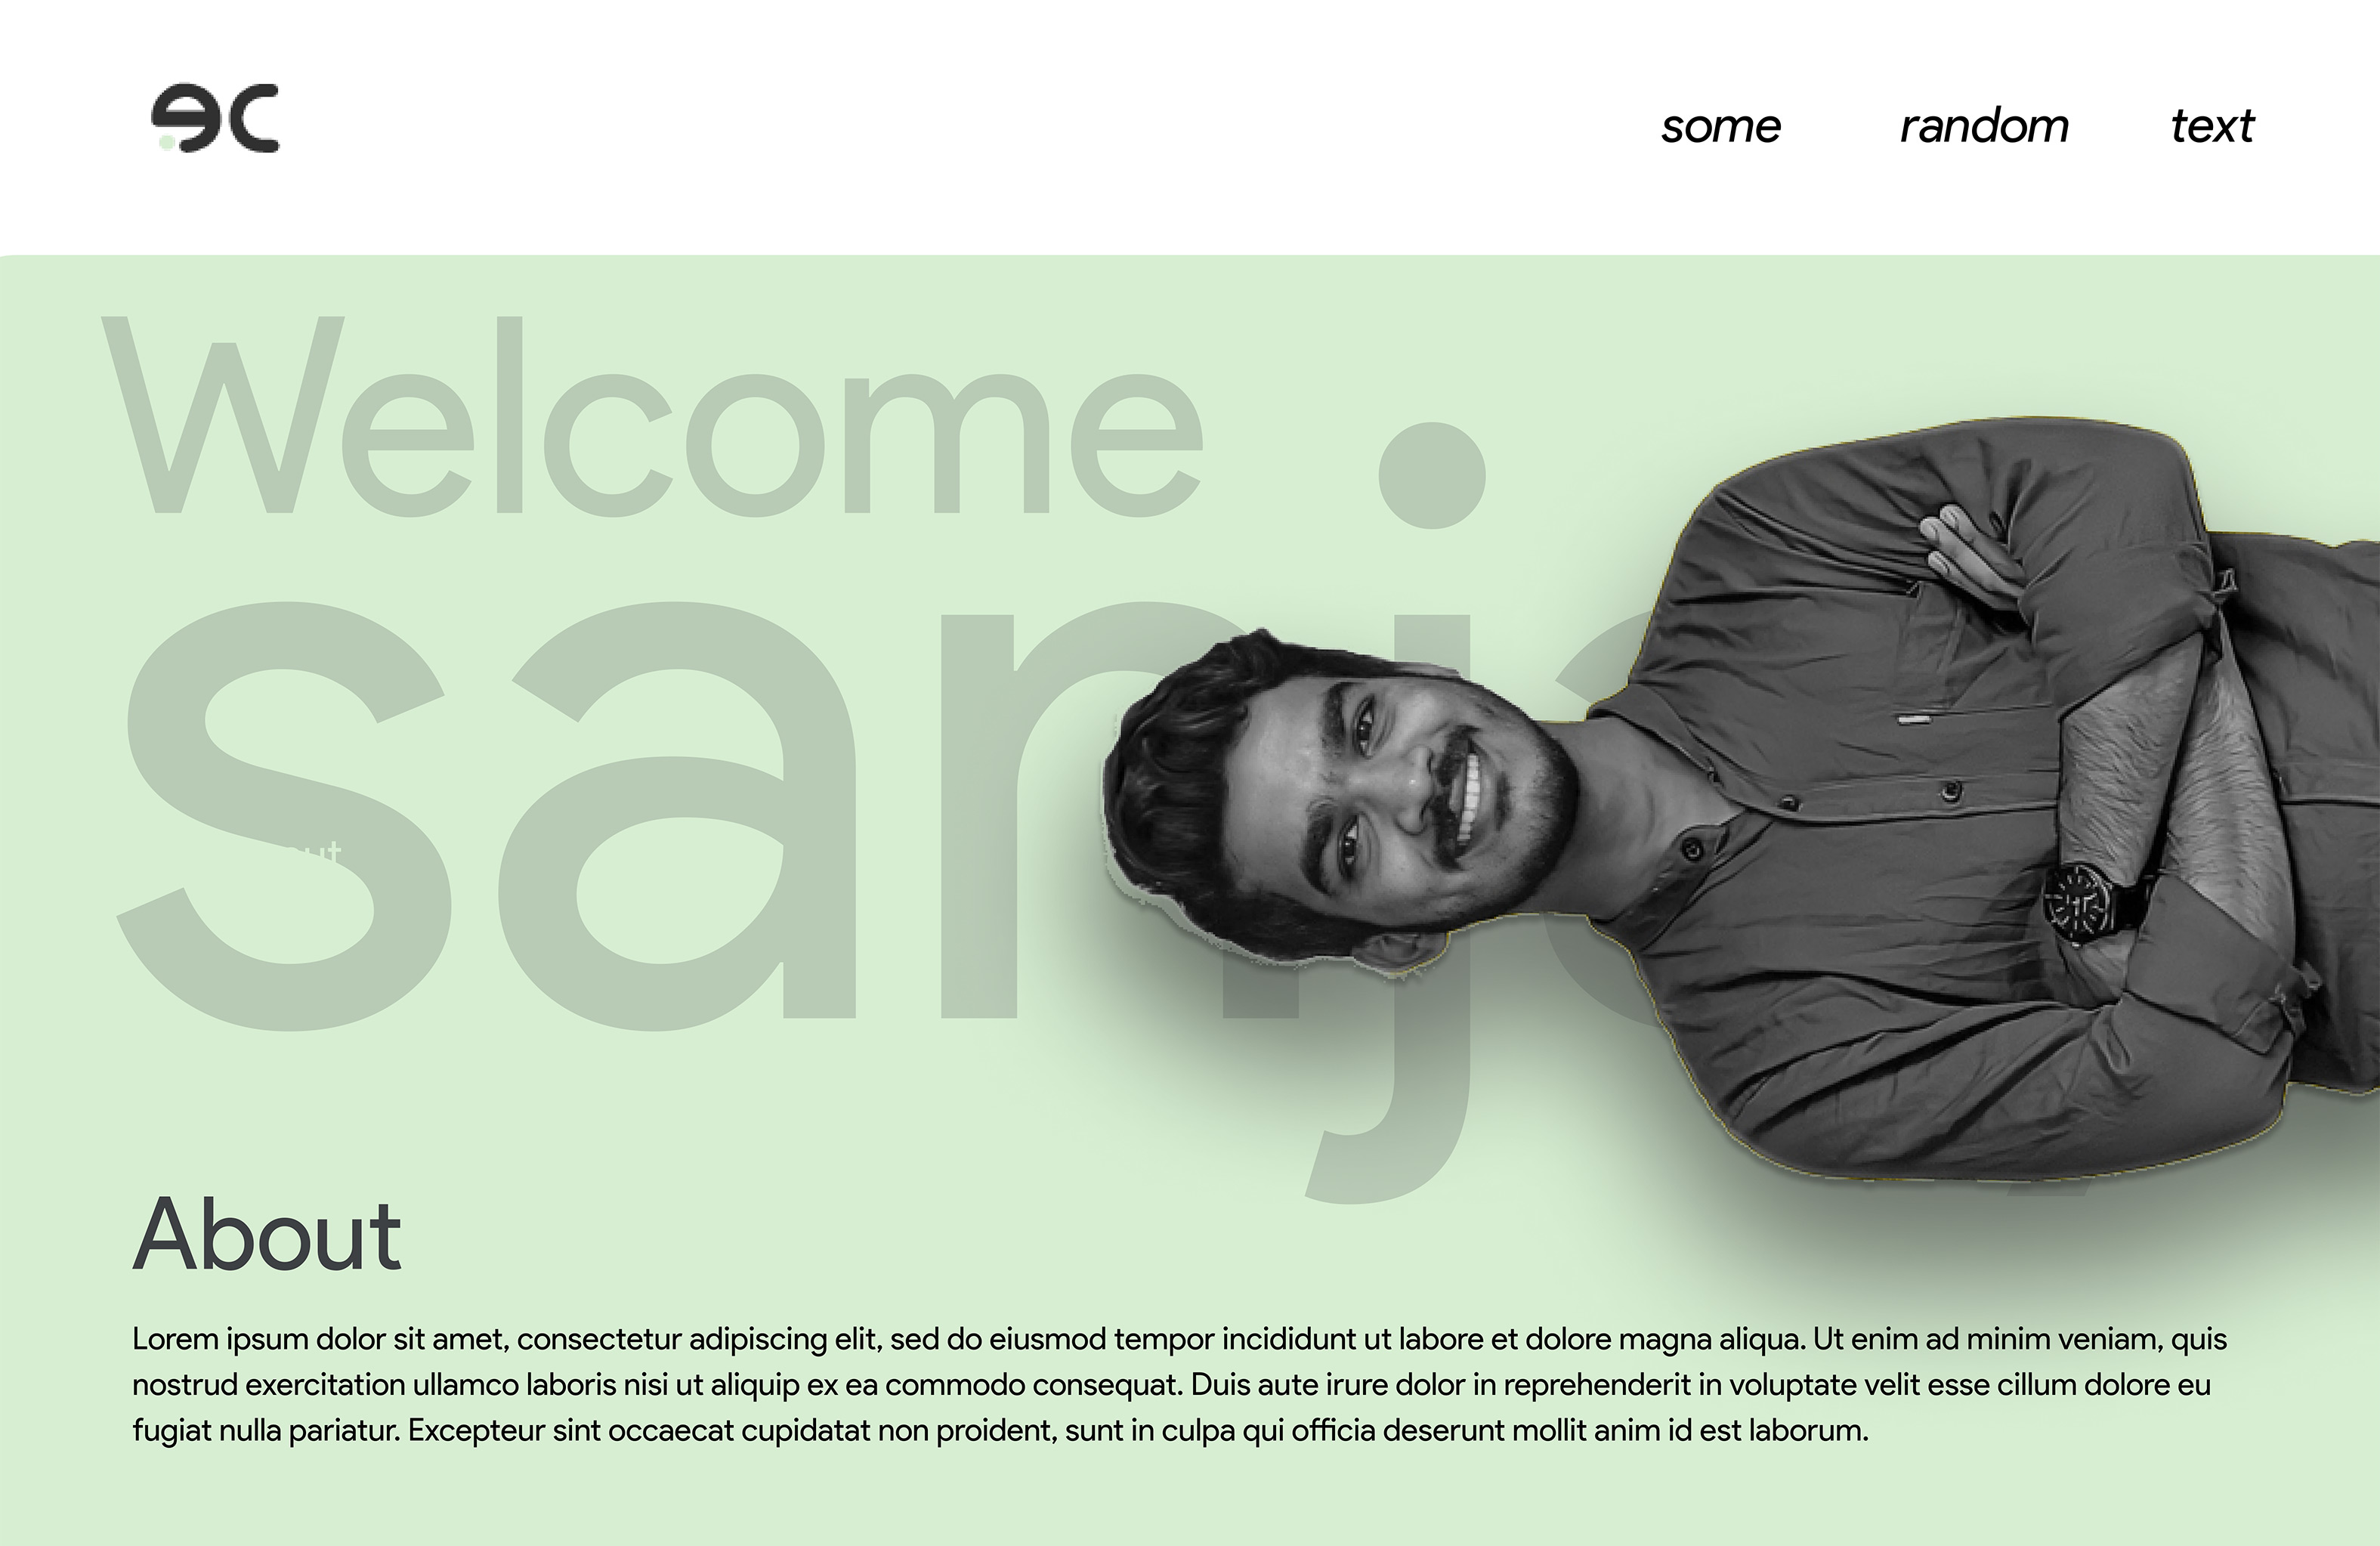 ec
some random text
Welcome
sanj
About
Lorem ipsum dolor sit amet, consectetur adipiscing elit, sed do eiusmod tempor incididunt ut labore et dolore magna aliqua. Ut enim ad minim veniam, quis
nostrud exercitation ullamco laboris nisi ut aliquip ex ea commodo consequat. Duis aute irure dolor in reprehenderit in voluptate velit esse cillum dolore eu
fugiat nulla pariatur. Excepteur sint occaecat cupidatat non proident, sunt in culpa qui officia deserunt mollit anim id est laborum.